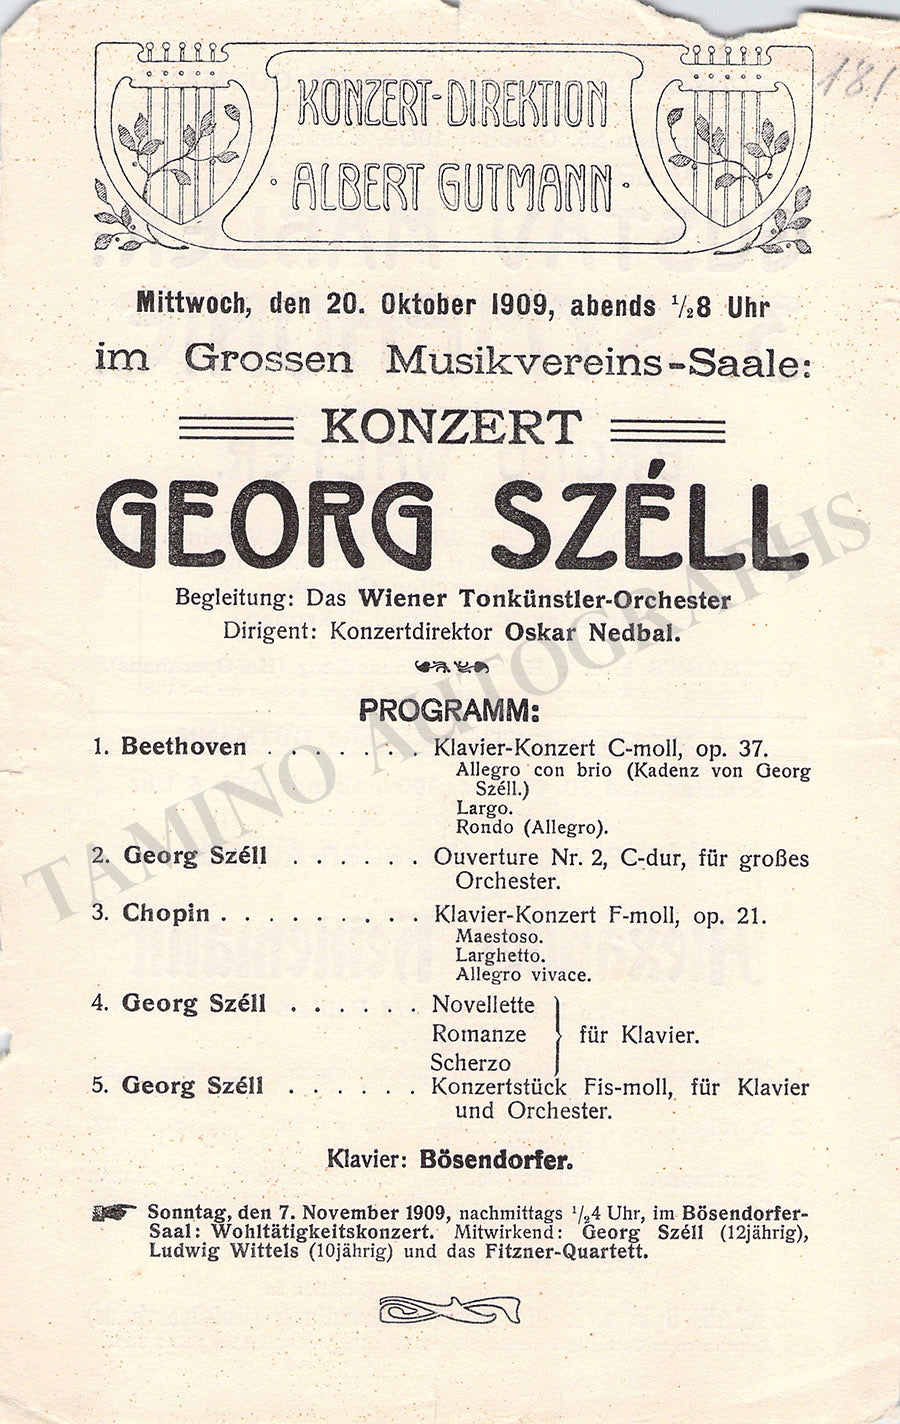 181
KONZERT-DIREKTION
· ALBERT GUTMANN ·
Mittwoch, den 20. Oktober 1909, abends ½8 Uhr
im Grossen Musikvereins-Saale:
KONZERT
GEORG SZÉLL
Begleitung: Das Wiener Tonkünstler-Orchester
Dirigent: Konzertdirektor Oskar Nedbal.
PROGRAMM:
1. Beethoven . . . . . . . Klavier-Konzert C-moll, op. 37.
Allegro con brio (Kadenz von Georg
Széll.)
Largo.
Rondo (Allegro).
2. Georg Széll . . . . . . Ouverture Nr. 2, C-dur, für großes
Orchester.
3. Chopin . . . . . . . . . Klavier-Konzert F-moll, op. 21.
Maestoso.
Larghetto.
Allegro vivace.
4. Georg Széll . . . . . . Novellette
Romanze } für Klavier.
Scherzo
5. Georg Széll . . . . . . Konzertstück Fis-moll, für Klavier
und Orchester.
Klavier: Bösendorfer.
Sonntag, den 7. November 1909, nachmittags ½4 Uhr, im Bösendorfer-
Saal: Wohltätigkeitskonzert. Mitwirkend: Georg Széll (12jährig),
Ludwig Wittels (10jährig) und das Fitzner-Quartett.
TAMINO AUTOGRAPHS